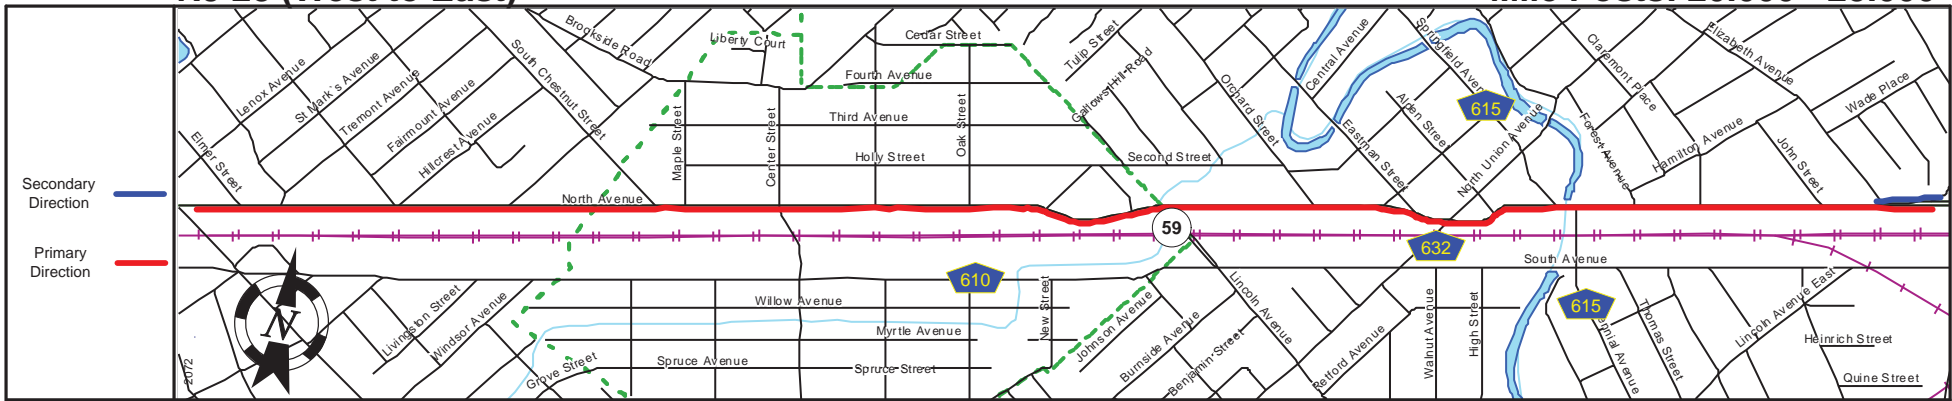 Secondary
Direction
Primary
Direction
Brookside Road
Liberty Court
Cedar Street
Tulip Street
Central Avenue
Springfield Avenue
Claremont Place
Elizabeth Avenue
Lenox Avenue
St Mark's Avenue
Tremont Avenue
Fairmount Avenue
Hillcrest Avenue
South Chestnut Street
Fourth Avenue
Gallows Hill Road
Orchard Street
Alden Street
615
Wade Place
Elmer Street
Maple Street
Center Street
Third Avenue
Oak Street
Holly Street
Second Street
Eastman Street
North Union Avenue
Forest Avenue
Hamilton Avenue
John Street
North Avenue
59
632
610
South Avenue
N
Livingston Street
Windsor Avenue
Willow Avenue
Myrtle Avenue
New Street
Lincoln Avenue
615
Lincoln Avenue East
Grove Street
Spruce Avenue
Spruce Street
Johnson Avenue
Burnside Avenue
Benjamin Street
Retford Avenue
Walnut Avenue
High Street
Thomas Street
Heinrich Street
Quine Street
2072